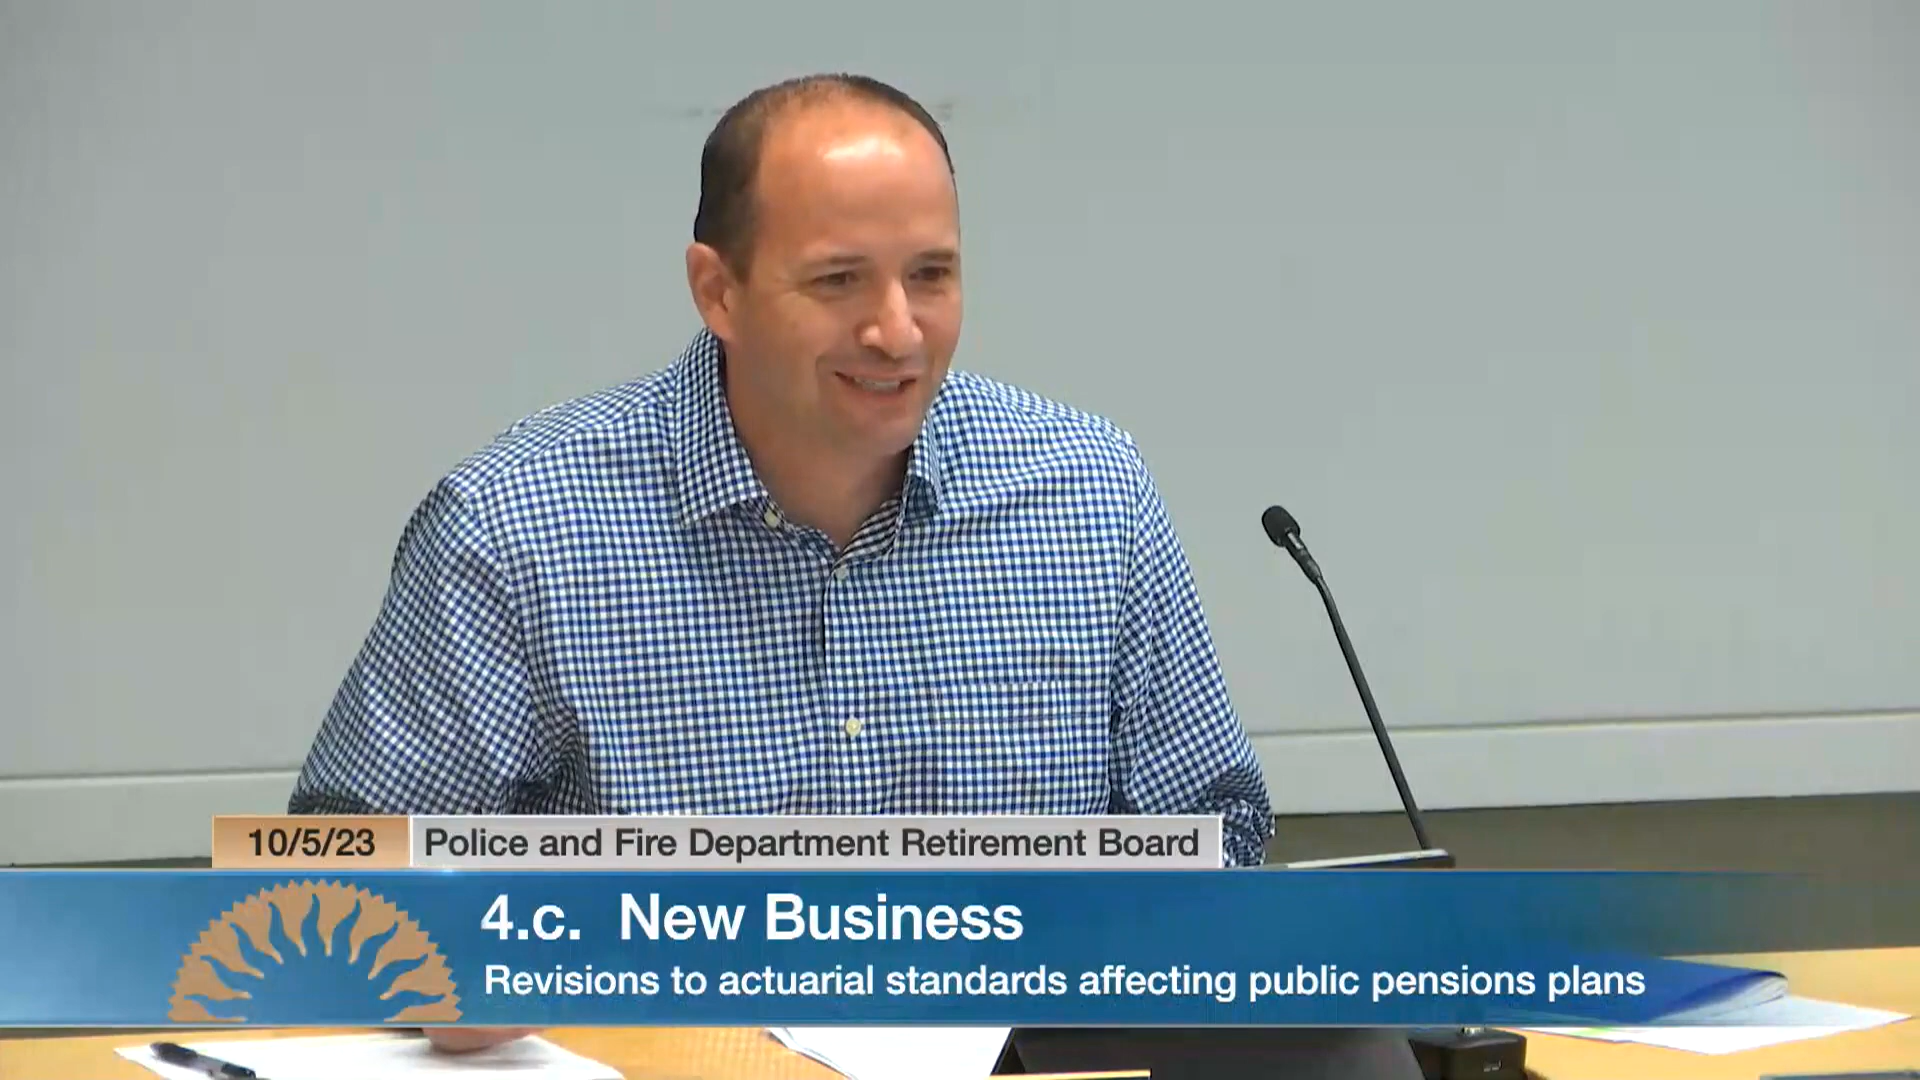 10/5/23
Police and Fire Department Retirement Board
4.c. New Business
Revisions to actuarial standards affecting public pensions plans